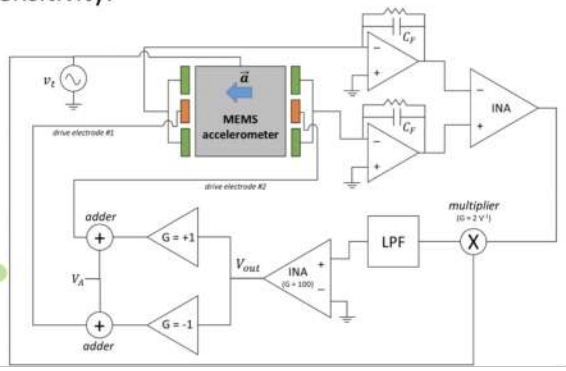 nsitivity.
C_F
v_t
a⃗
MEMS
accelerometer
INA
C_F
drive electrode #1
drive electrode #2
multiplier
(G = 2 V⁻¹)
adder
G = +1
LPF
X
V_out
INA
(G = 100)
V_A
G = -1
adder